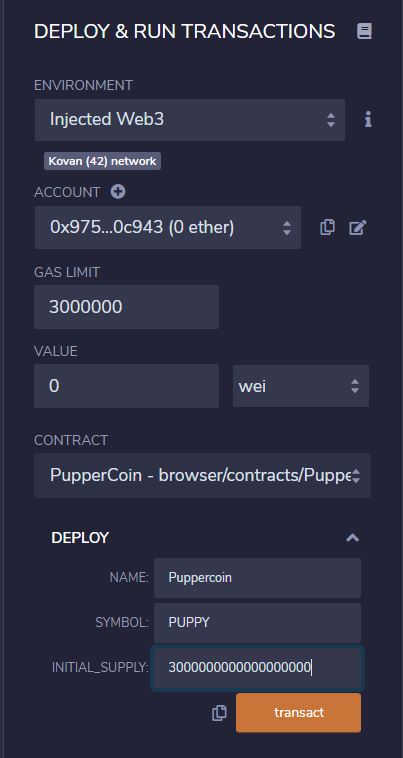 DEPLOY & RUN TRANSACTIONS
ENVIRONMENT
Injected Web3
Kovan (42) network
ACCOUNT
0x975...0c943 (0 ether)
GAS LIMIT
3000000
VALUE
0 wei
CONTRACT
PupperCoin - browser/contracts/Puppe
DEPLOY
NAME: Puppercoin
SYMBOL: PUPPY
INITIAL_SUPPLY: 3000000000000000000
transact